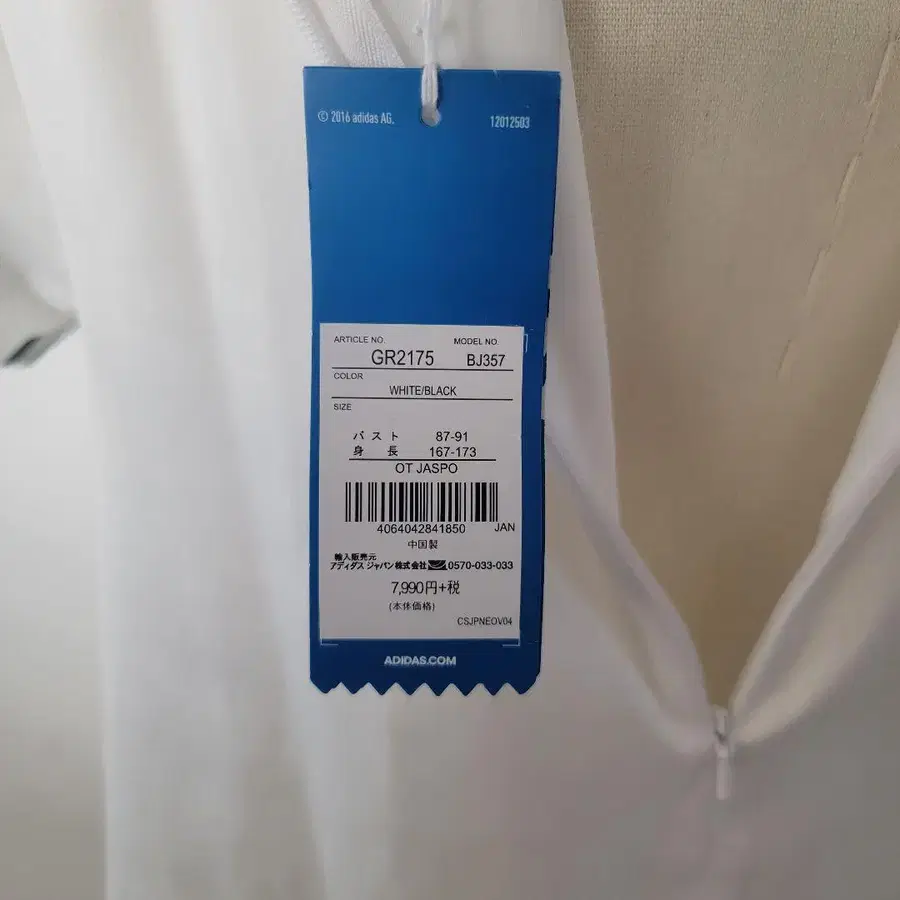 © 2016 adidas AG. 12012503
ARTICLE NO. MODEL NO.
GR2175 BJ357
COLOR
WHITE/BLACK
SIZE
バスト 87-91
身長 167-173
OT JASPO
4064042841850 JAN
中国製
輸入販売元
アディダス ジャパン株式会社 0570-033-033
7,990円+税
(本体価格)
CSJPNEOV04
ADIDAS.COM